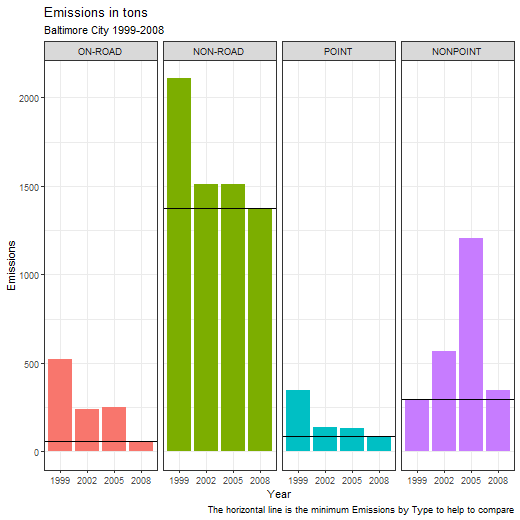 Emissions in tons
Baltimore City 1999-2008
ON-ROAD NON-ROAD POINT NONPOINT
2000
1500
1000
500
0
Emissions
1999 2002 2005 2008 1999 2002 2005 2008 1999 2002 2005 2008 1999 2002 2005 2008
Year
The horizontal line is the minimum Emissions by Type to help to compare